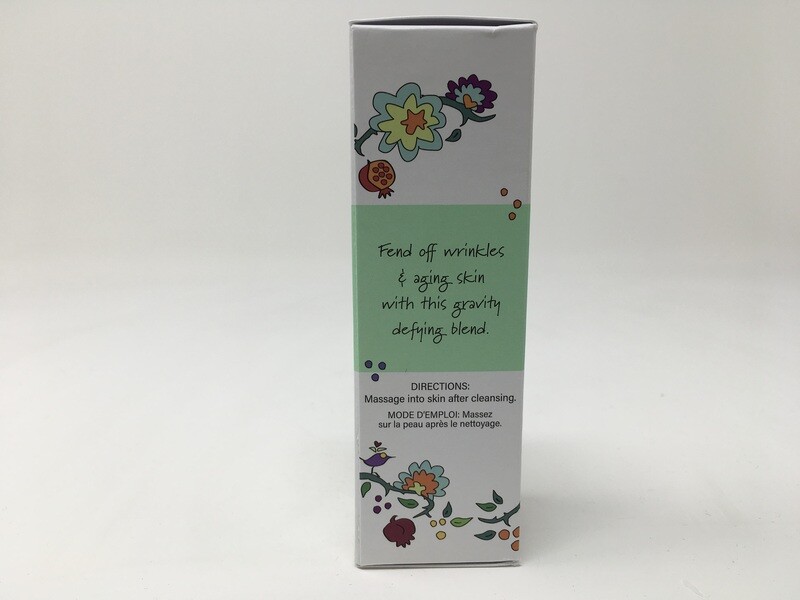 Fend off wrinkles
& aging skin
with this gravity
defying blend.
DIRECTIONS:
Massage into skin after cleansing.
MODE D'EMPLOI: Massez
sur la peau après le nettoyage.